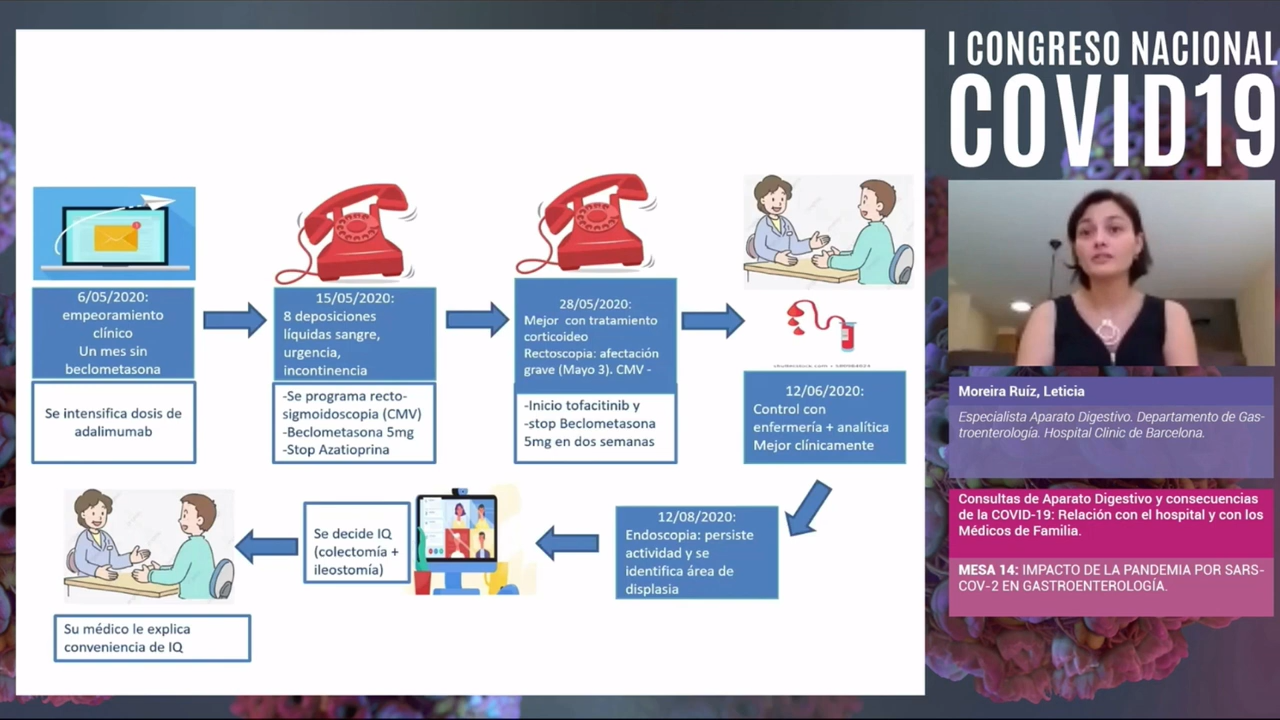 I CONGRESO NACIONAL
COVID19
6/05/2020:
empeoramiento
clínico
Un mes sin
beclometasona
Se intensifica dosis de
adalimumab
15/05/2020:
8 deposiciones
líquidas sangre,
urgencia,
incontinencia
-Se programa recto-
sigmoidoscopia (CMV)
-Beclometasona 5mg
-Stop Azatioprina
28/05/2020:
Mejor con tratamiento
corticoideo
Rectoscopia: afectación
grave (Mayo 3). CMV -
-Inicio tofacitinib y
-stop Beclometasona
5mg en dos semanas
12/06/2020:
Control con
enfermería + analítica
Mejor clínicamente
12/08/2020:
Endoscopia: persiste
actividad y se
identifica área de
displasia
Se decide IQ
(colectomía +
ileostomía)
Su médico le explica
conveniencia de IQ
Moreira Ruíz, Leticia
Especialista Aparato Digestivo. Departamento de Gas-
troenterología. Hospital Clinic de Barcelona.
Consultas de Aparato Digestivo y consecuencias
de la COVID-19: Relación con el hospital y con los
Médicos de Familia.
MESA 14: IMPACTO DE LA PANDEMIA POR SARS-
COV-2 EN GASTROENTEROLOGÍA.